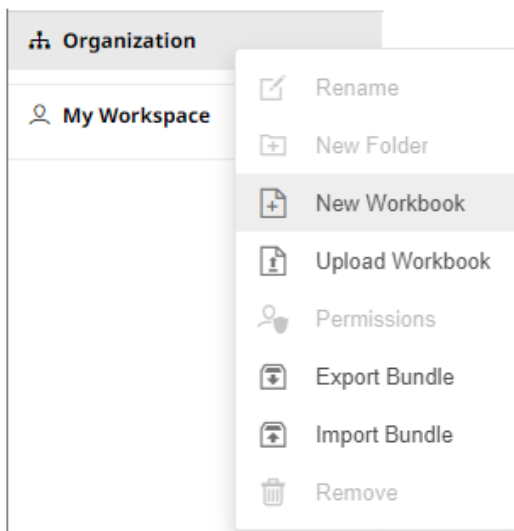 Organization
My Workspace
Rename
New Folder
New Workbook
Upload Workbook
Permissions
Export Bundle
Import Bundle
Remove